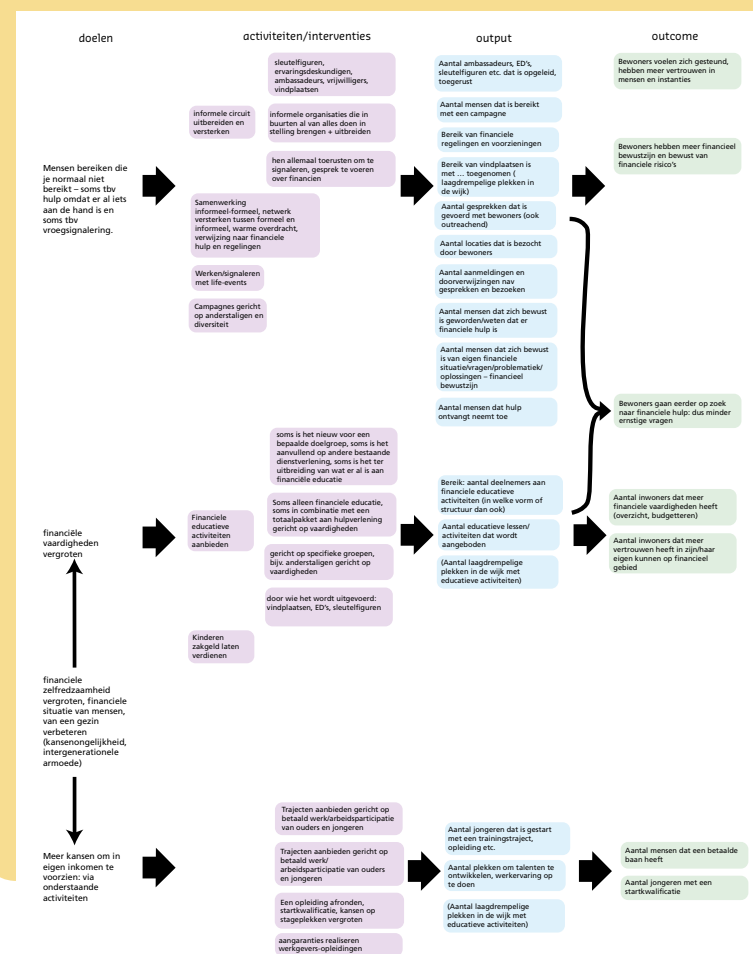 doelen
activiteiten/interventies
output
outcome
Mensen bereiken die
je normaal niet
bereikt – soms tbv
hulp omdat er al iets
aan de hand is en
soms tbv
vroegsignalering.
informele circuit
uitbereiden en
versterken
sleutelfiguren,
ervaringsdeskundigen,
ambassadeurs, vrijwilligers,
vindplaatsen
informele organisaties die in
buurten al van alles doen in
stelling brengen + uitbreiden
hen allemaal toerusten om te
signaleren, gesprek te voeren
over financien
Samenwerking
informeel-formeel, netwerk
versterken tussen formeel en
informeel, warme overdracht,
verwijzing naar financiele
hulp en regelingen
Werken/signaleren
met life-events
Campagnes gericht
op anderstaligen en
diversiteit
Aantal ambassadeurs, ED's,
sleutelfiguren etc. dat is opgeleid,
toegerust
Aantal mensen dat is bereikt
met een campagne
Bereik van financiele
regelingen en voorzieningen
Bereik van vindplaatsen is
met ... toegenomen (
laagdrempelige plekken in
de wijk)
Aantal gesprekken dat is
gevoerd met bewoners (ook
outreachend)
Aantal locaties dat is bezocht
door bewoners
Aantal aanmeldingen en
doorverwijzingen nav
gesprekken en bezoeken
Aantal mensen dat zich bewust
is geworden/weten dat er
financiele hulp is
Aantal mensen dat zich bewust
is van eigen financiele
situatie/vragen/problematiek/
oplossingen – financieel
bewustzijn
Aantal mensen dat hulp
ontvangt neemt toe
Bewoners voelen zich gesteund,
hebben meer vertrouwen in
mensen en instanties
Bewoners hebben meer financieel
bewustzijn en bewust van
financiele risico's
Bewoners gaan eerder op zoek
naar financiele hulp: dus minder
ernstige vragen
financiële
vaardigheden
vergroten
Financiele
educatieve
activiteiten
aanbieden
soms is het nieuw voor een
bepaalde doelgroep, soms is het
aanvullend op andere bestaande
dienstverlening, soms is het ter
uitbreiding van wat er al is aan
financiële educatie
Soms alleen financiele educatie,
soms in combinatie met een
totaalpakket aan hulpverlening
gericht op vaardigheden
gericht op specifieke groepen,
bijv. anderstaligen gericht op
vaardigheden
door wie het wordt uitgevoerd:
vindplaatsen, ED's, sleutelfiguren
Kinderen
zakgeld laten
verdienen
Bereik: aantal deelnemers aan
financiele educatieve
activiteiten (in welke vorm of
structuur dan ook)
Aantal educatieve lessen/
activiteiten dat wordt
aangeboden
(Aantal laagdrempelige
plekken in de wijk met
educatieve activiteiten)
Aantal inwoners dat meer
financiele vaardigheden heeft
(overzicht, budgetteren)
Aantal inwoners dat meer
vertrouwen heeft in zijn/haar
eigen kunnen op financieel
gebied
financiele
zelfredzaamheid
vergroten, financiele
situatie van mensen,
van een gezin
verbeteren
(kansenongelijkheid,
intergenerationele
armoede)
Meer kansen om in
eigen inkomen te
voorzien: via
onderstaande
activiteiten
Trajecten aanbieden gericht op
betaald werk/arbeidsparticipatie
van ouders en jongeren
Trajecten aanbieden gericht op
betaald werk/
arbeidsparticipatie van ouders
en jongeren
Een opleiding afronden,
startkwalificatie, kansen op
stageplekken vergroten
aangaranties realiseren
werkgevers-opleidingen
Aantal jongeren dat is gestart
met een trainingstraject,
opleiding etc.
Aantal plekken om talenten te
ontwikkelen, werkervaring op
te doen
(Aantal laagdrempelige
plekken in de wijk met
educatieve activiteiten)
Aantal mensen dat een betaalde
baan heeft
Aantal jongeren met een
startkwalificatie